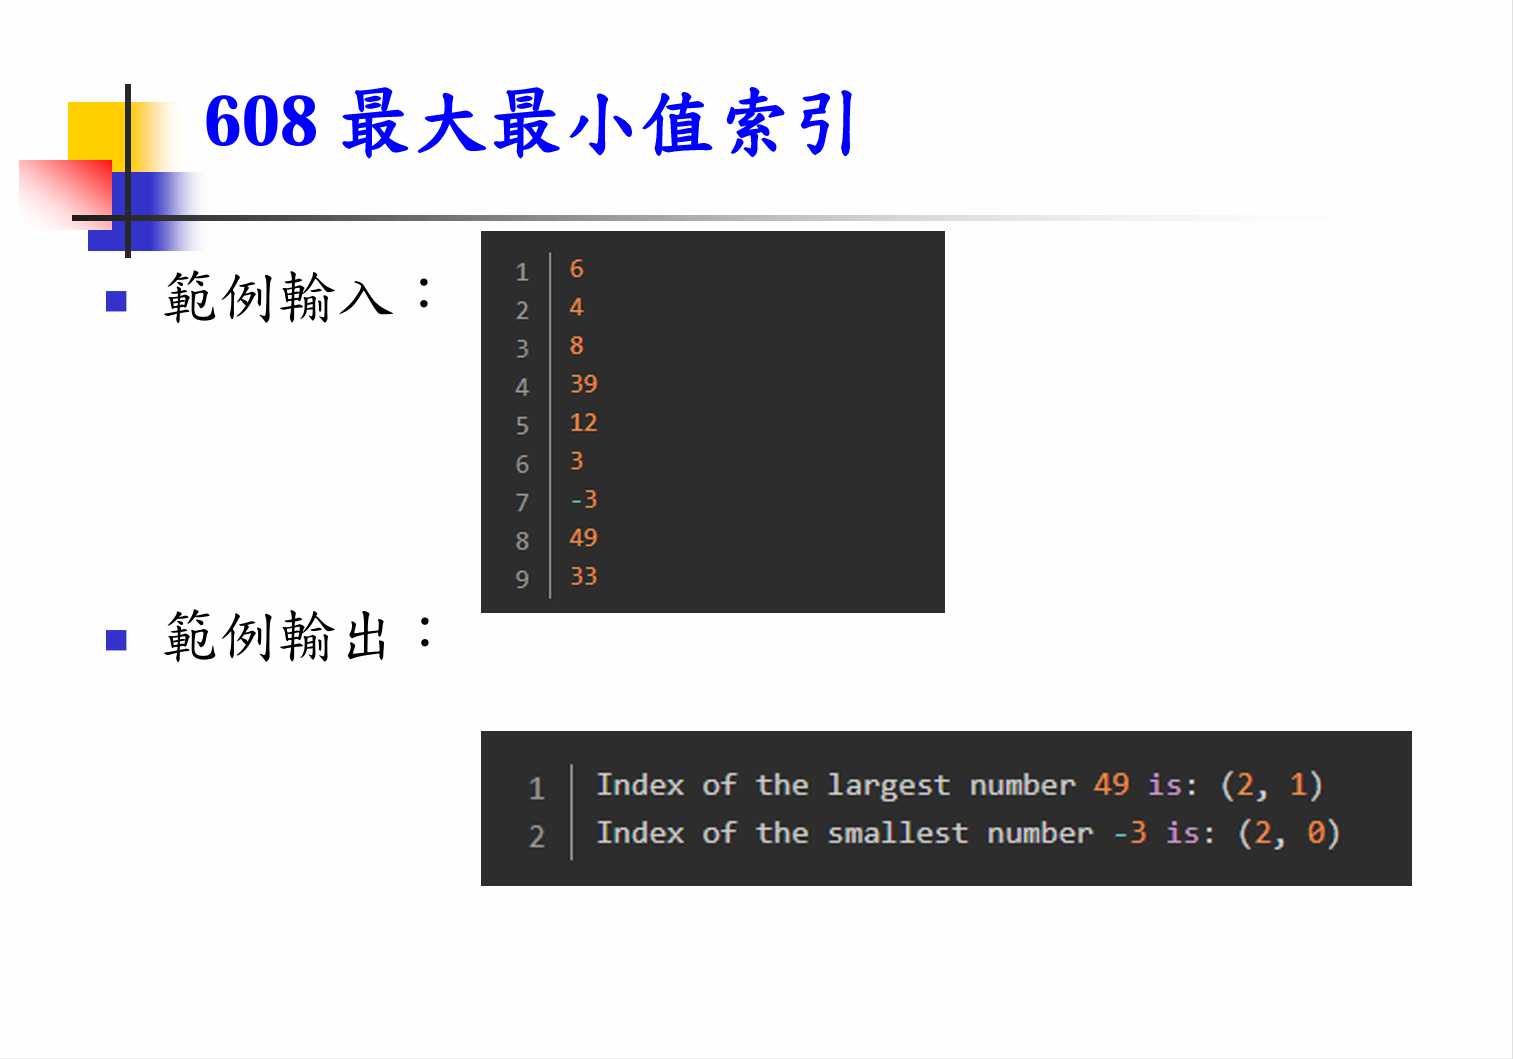 608 最大最小值索引
範例輸入：
1 6
2 4
3 8
4 39
5 12
6 3
7 -3
8 49
9 33
範例輸出：
1 Index of the largest number 49 is: (2, 1)
2 Index of the smallest number -3 is: (2, 0)